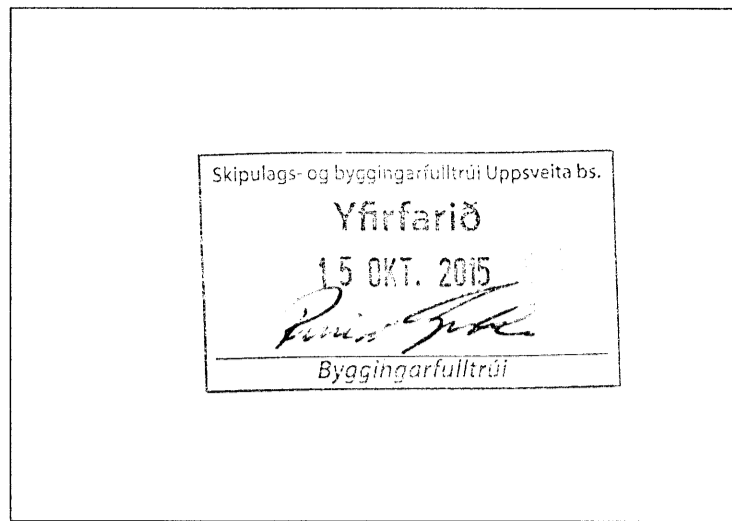 Skipulags- og byggingarfulltrúi Uppsveita bs.
Yfirfarið
15 OKT. 2015
Byggingarfulltrúi